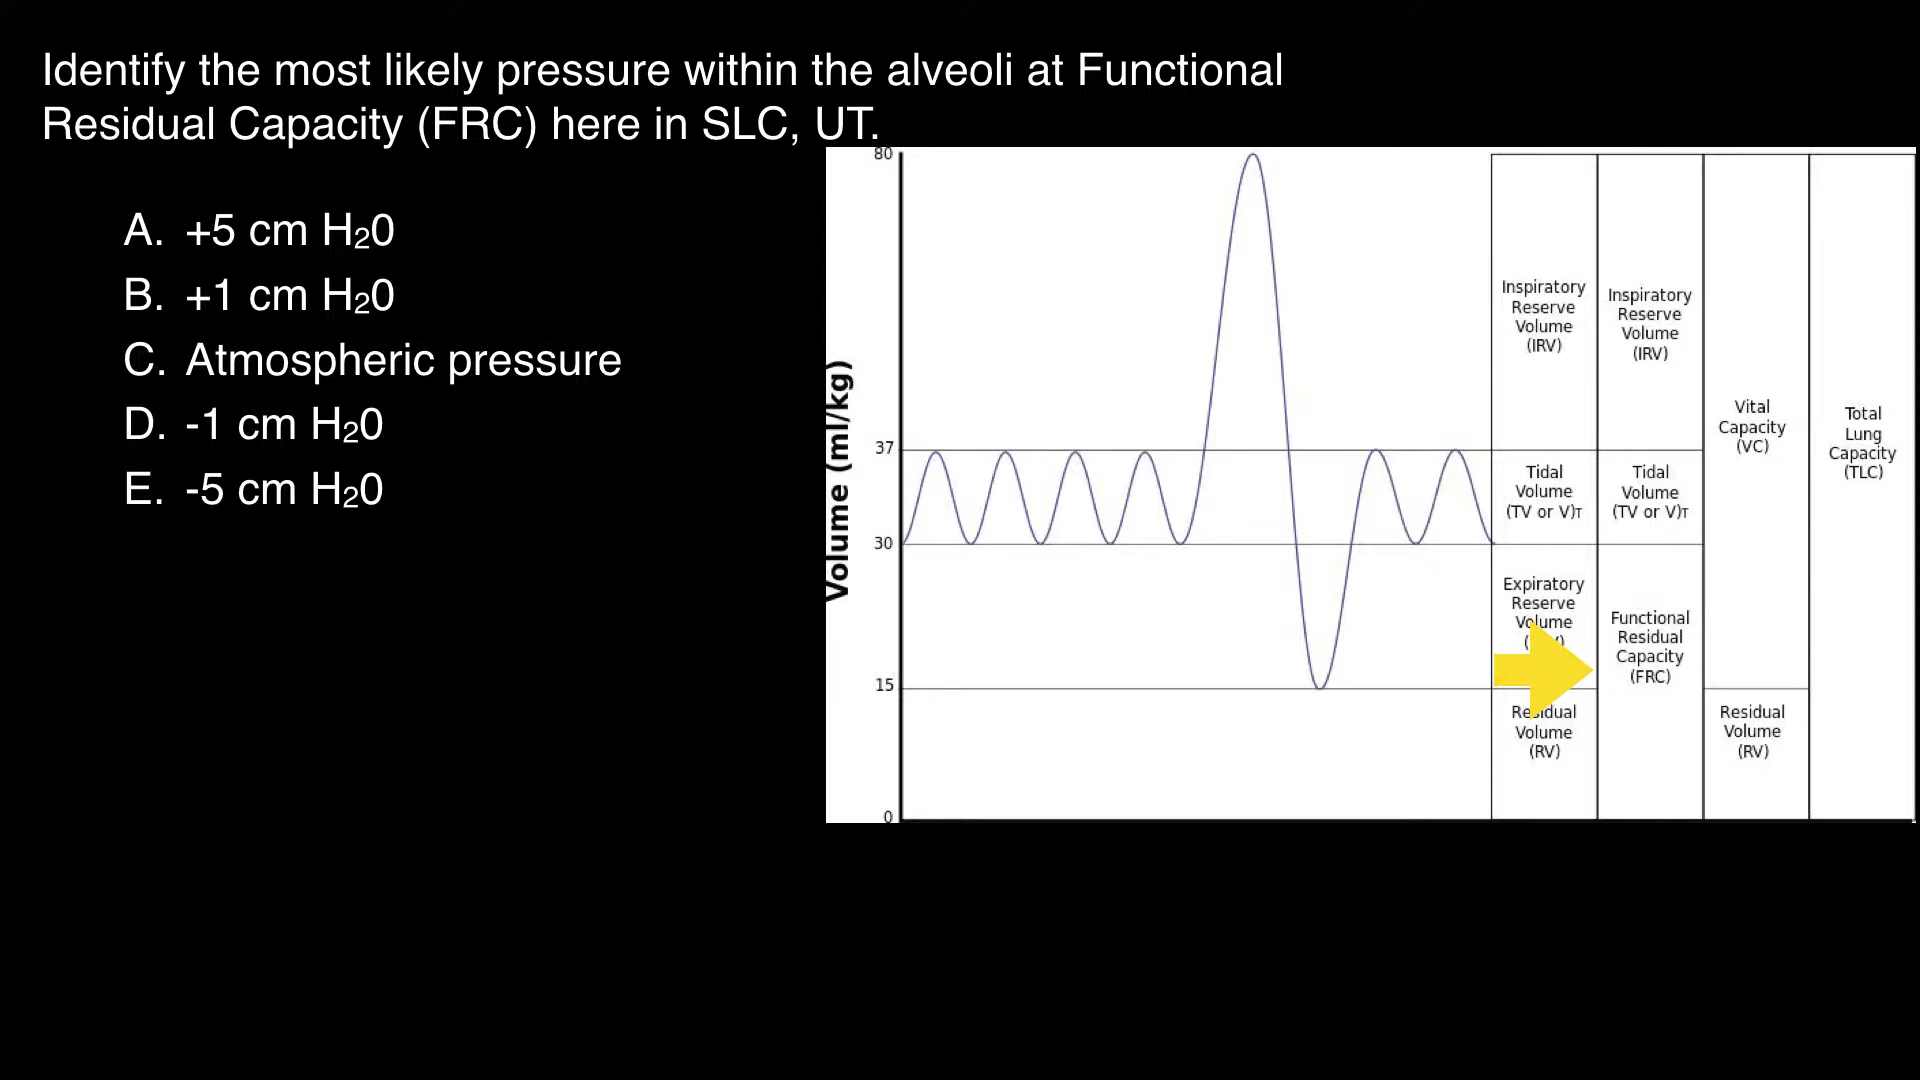 Identify the most likely pressure within the alveoli at Functional
Residual Capacity (FRC) here in SLC, UT.
A. +5 cm H₂0
B. +1 cm H₂0
C. Atmospheric pressure
D. -1 cm H₂0
E. -5 cm H₂0
Volume (ml/kg)
80
37
30
15
0
Inspiratory
Reserve
Volume
(IRV)
Tidal
Volume
(TV or V)T
Expiratory
Reserve
Volume
Residual
Volume
(RV)
Inspiratory
Reserve
Volume
(IRV)
Tidal
Volume
(TV or V)T
Functional
Residual
Capacity
(FRC)
Vital
Capacity
(VC)
Residual
Volume
(RV)
Total
Lung
Capacity
(TLC)